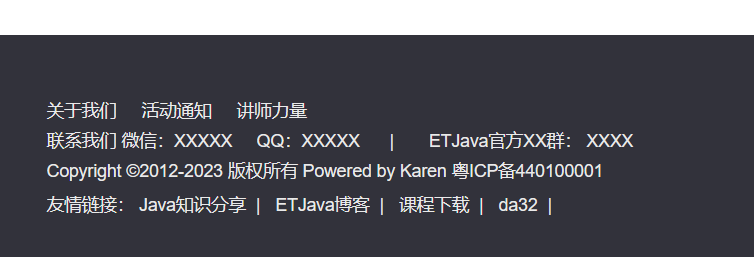 关于我们 活动通知 讲师力量
联系我们 微信：XXXXX QQ：XXXXX | ETJava官方XX群： XXXX
Copyright ©2012-2023 版权所有 Powered by Karen 粤ICP备440100001
友情链接： Java知识分享 | ETJava博客 | 课程下载 | da32 |